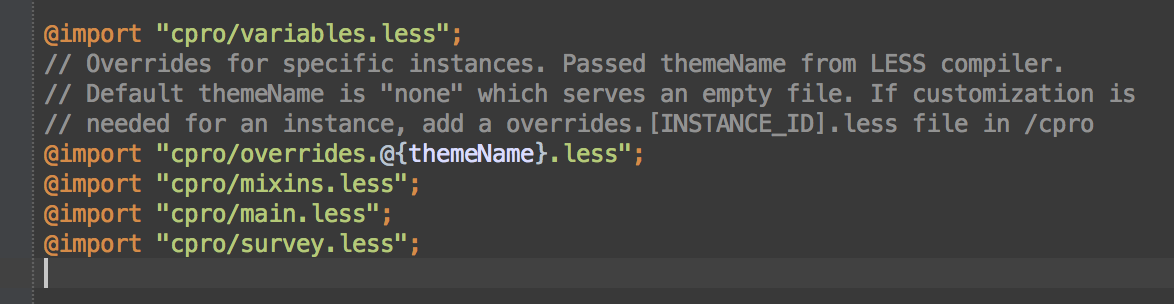 @import "cpro/variables.less";
// Overrides for specific instances. Passed themeName from LESS compiler.
// Default themeName is "none" which serves an empty file. If customization is
// needed for an instance, add a overrides.[INSTANCE_ID].less file in /cpro
@import "cpro/overrides.@{themeName}.less";
@import "cpro/mixins.less";
@import "cpro/main.less";
@import "cpro/survey.less";